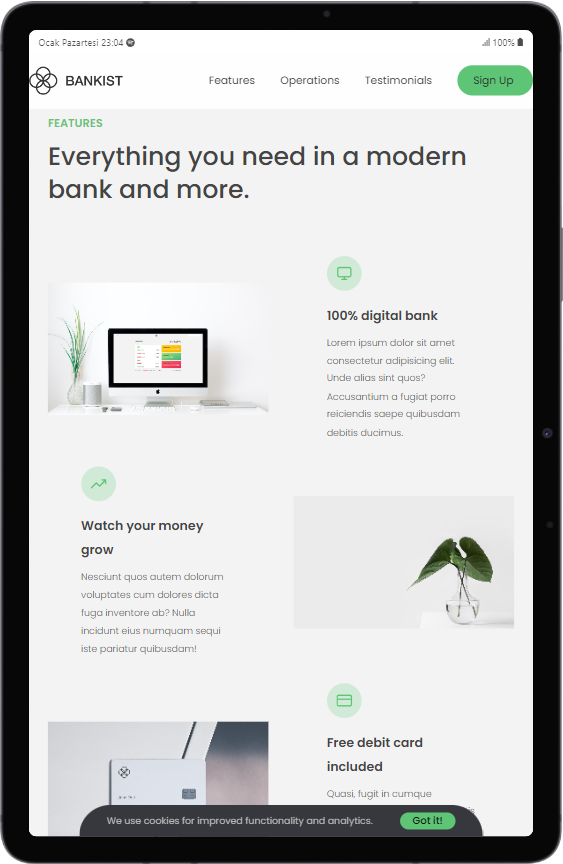 Ocak Pazartesi 23:04
100%
BANKIST
Features
Operations
Testimonials
Sign Up
FEATURES
Everything you need in a modern
bank and more.
100% digital bank
Lorem ipsum dolor sit amet
consectetur adipisicing elit.
Unde alias sint quos?
Accusantium a fugiat porro
reiciendis saepe quibusdam
debitis ducimus.
Watch your money
grow
Nesciunt quos autem dolorum
voluptates cum dolores dicta
fuga inventore ab? Nulla
incidunt eius numquam sequi
iste pariatur quibusdam!
Free debit card
included
Quasi, fugit in cumque
We use cookies for improved functionality and analytics.
Got it!